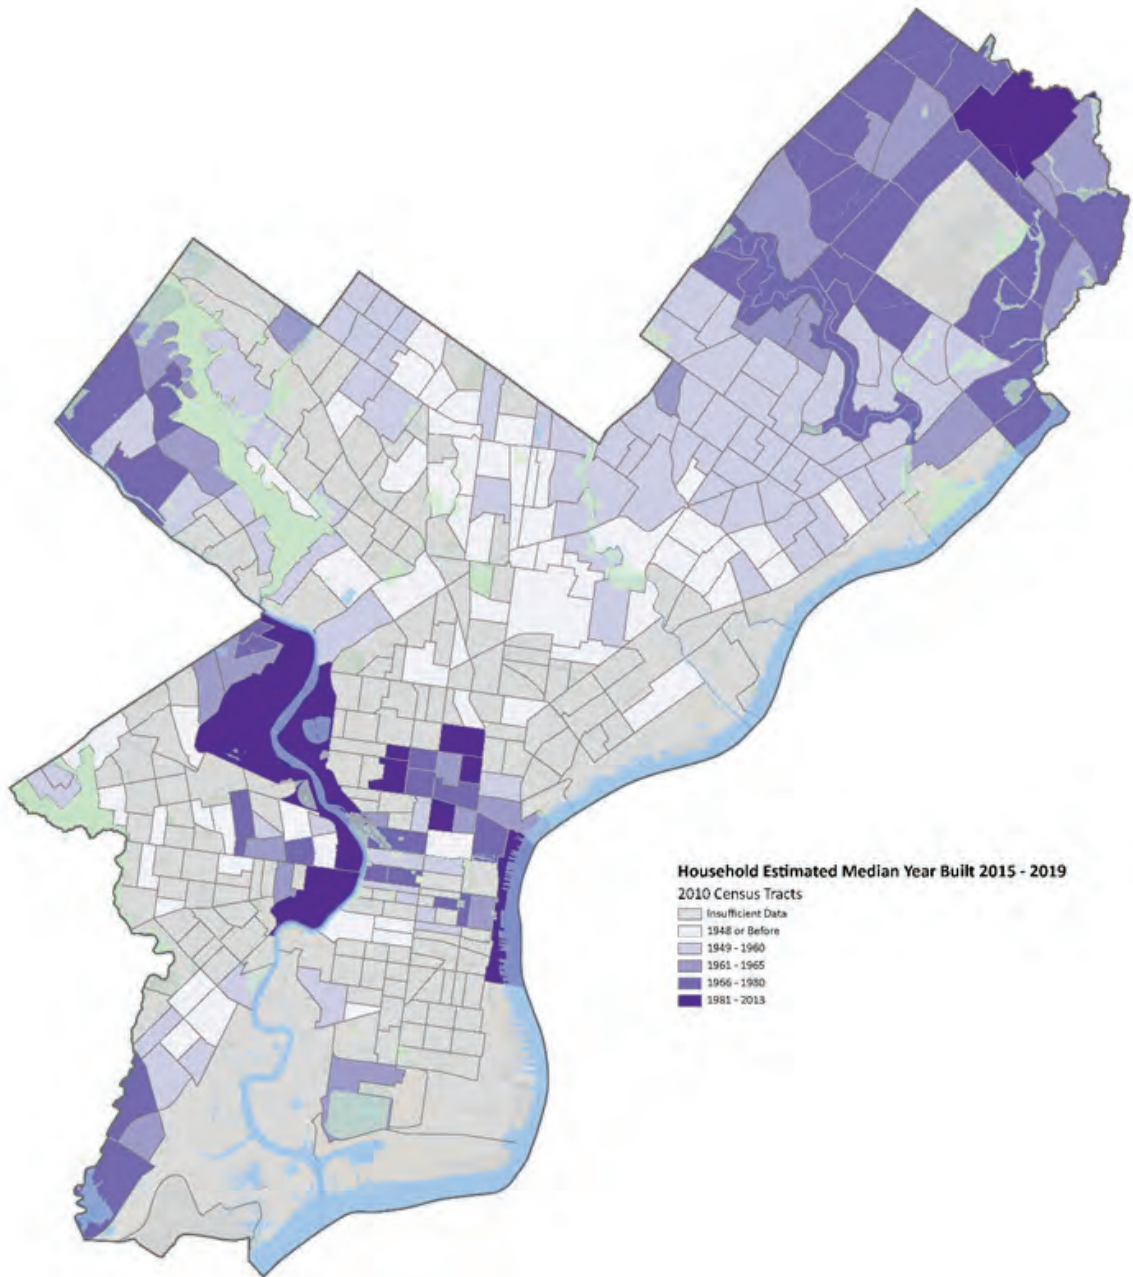 Household Estimated Median Year Built 2015 - 2019
2010 Census Tracts
Insufficient Data
1948 or Before
1949 - 1960
1961 - 1965
1966 - 1980
1981 - 2013